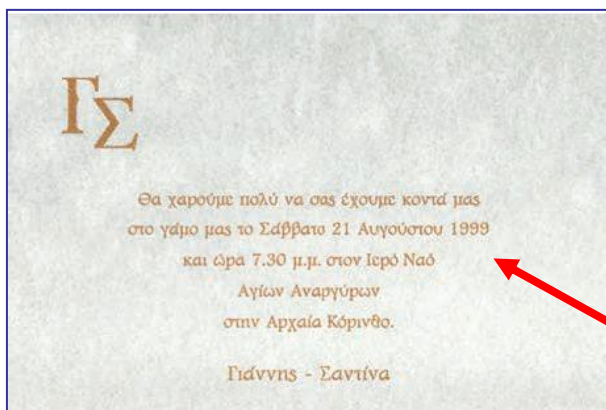 ΓΣ
Θα χαρούμε πολύ να σας έχουμε κοντά μας
στο γάμο μας το Σάββατο 21 Αυγούστου 1999
και ώρα 7.30 μ.μ. στον Ιερό Ναό
Αγίων Αναργύρων
στην Αρχαία Κόρινθο.
Γιάννης - Σαντίνα